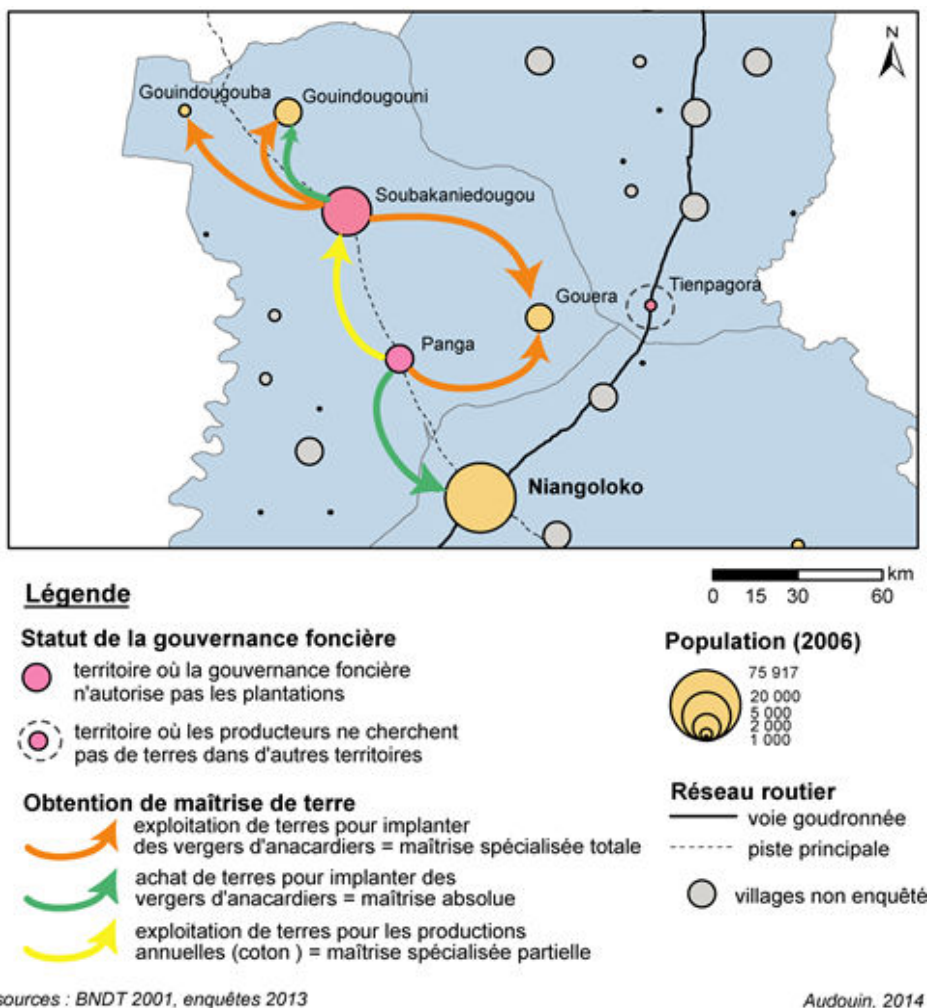 N
Gouindougouba
Gouindougouni
Soubakaniedougou
Tienpagora
Gouera
Panga
Niangoloko
km
0 15 30 60
Légende
Statut de la gouvernance foncière
territoire où la gouvernance foncière
n'autorise pas les plantations
territoire où les producteurs ne cherchent
pas de terres dans d'autres territoires
Obtention de maîtrise de terre
exploitation de terres pour implanter
des vergers d'anacardiers = maîtrise spécialisée totale
achat de terres pour implanter des
vergers d'anacardiers = maîtrise absolue
exploitation de terres pour les productions
annuelles (coton ) = maîtrise spécialisée partielle
Population (2006)
75 917
20 000
5 000
2 000
1 000
Réseau routier
voie goudronnée
piste principale
villages non enquêté
sources : BNDT 2001, enquêtes 2013
Audouin, 2014